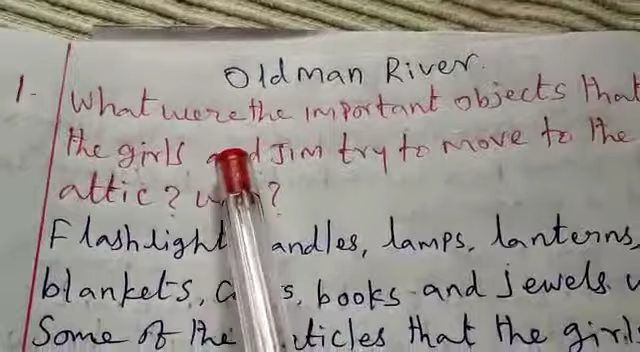 Oldman River.
1. What were the important objects that
the girls and Jim try to move to the
attic? ?
Flashlight andles, lamps, lanterns,
blankets, books and jewels.
Some of the ticles that the girl